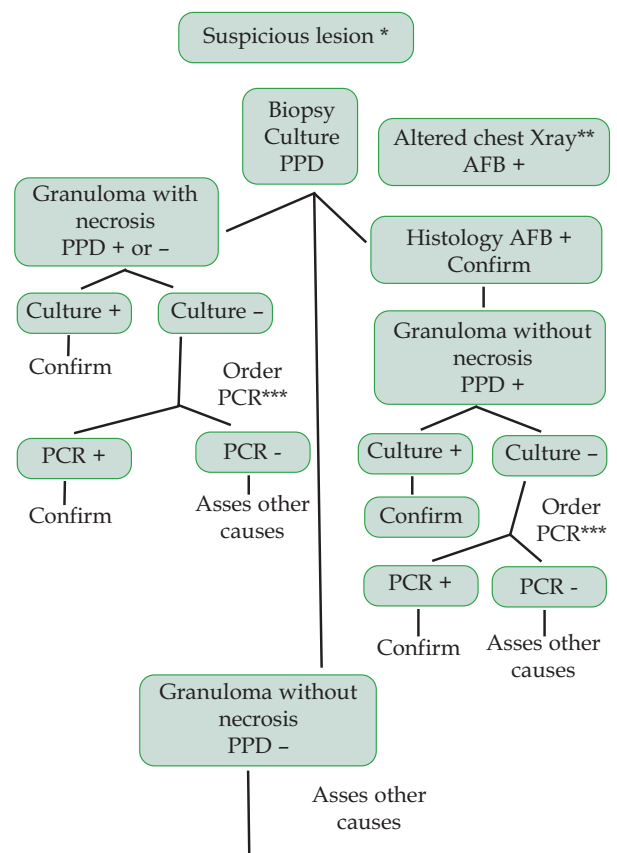 Suspicious lesion *
Biopsy
Culture
PPD
Altered chest Xray**
AFB +
Granuloma with
necrosis
PPD + or –
Histology AFB +
Confirm
Culture +
Culture –
Confirm
Order
PCR***
PCR +
PCR -
Confirm
Asses other
causes
Granuloma without
necrosis
PPD +
Culture +
Culture –
Confirm
Order
PCR***
PCR +
PCR -
Confirm
Asses other
causes
Granuloma without
necrosis
PPD –
Asses other
causes